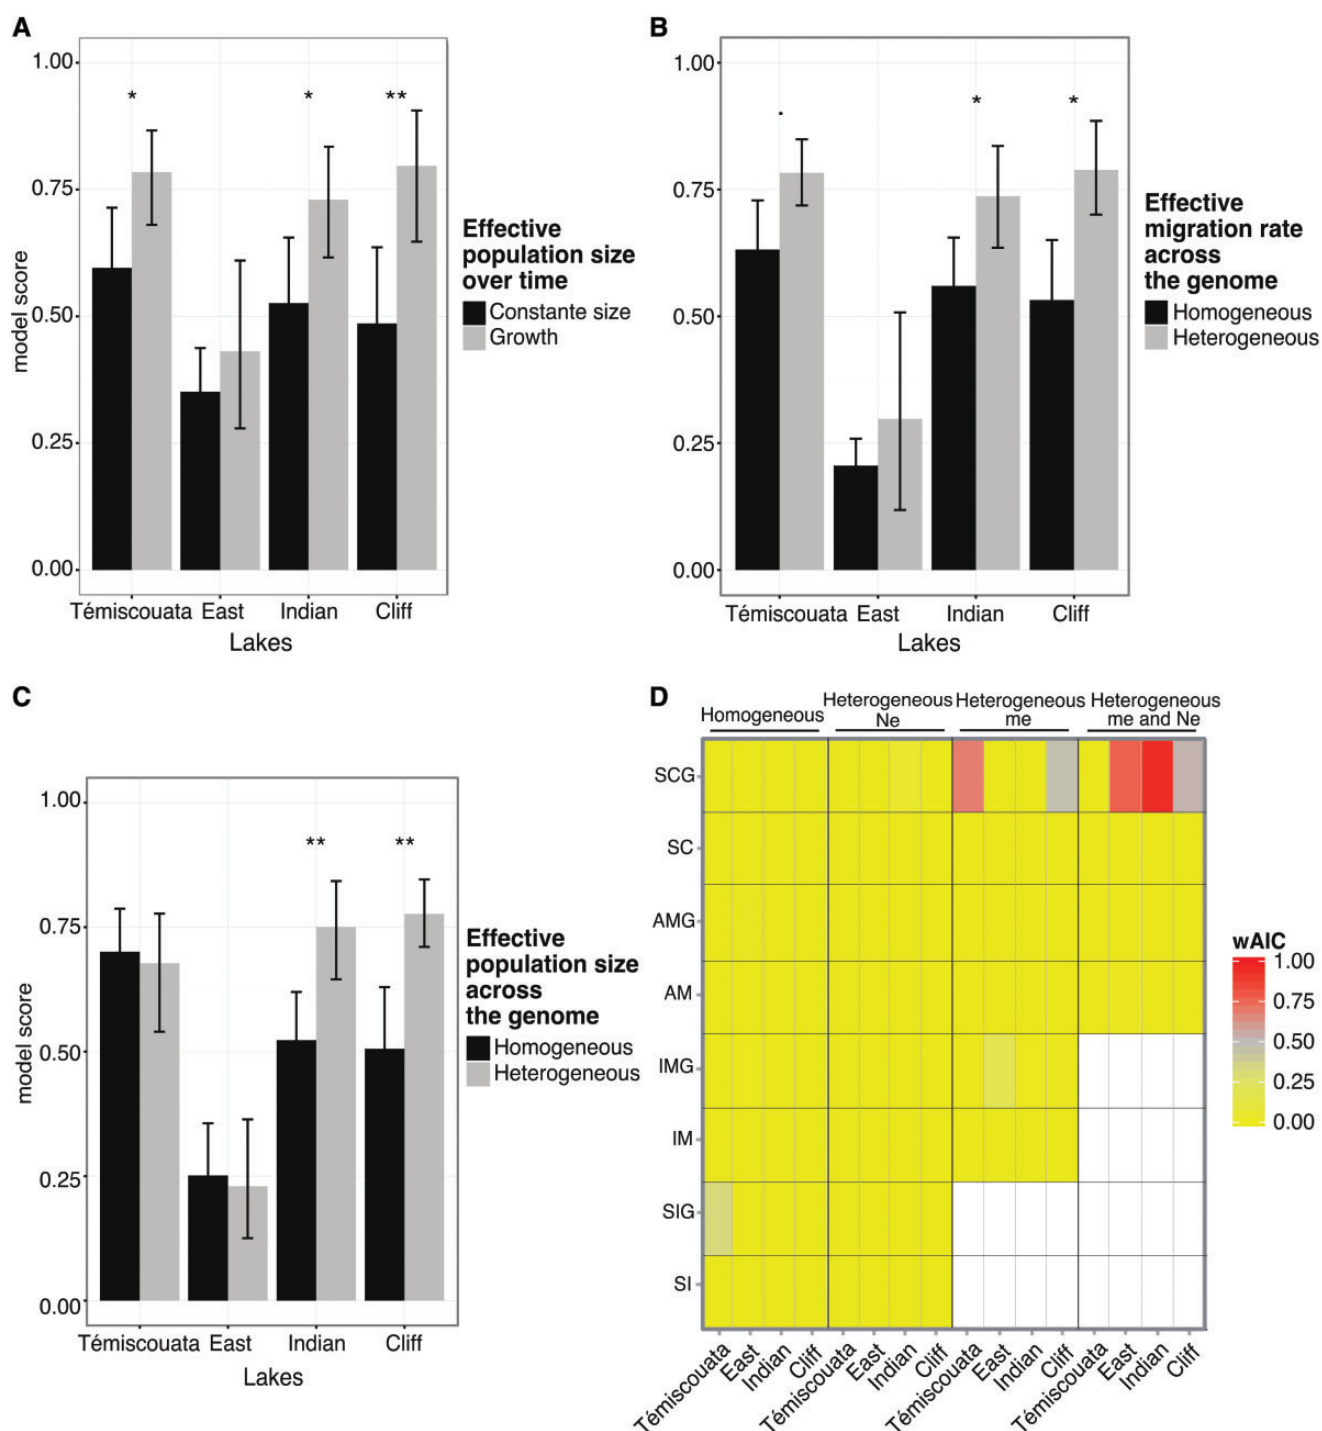 A
1.00
0.75
0.50
0.25
0.00
model score
*
*
**
Témiscouata East Indian Cliff
Lakes
Effective
population size
over time
Constante size
Growth
B
1.00
0.75
0.50
0.25
0.00
.
*
*
Témiscouata East Indian Cliff
Lakes
Effective
migration rate
across
the genome
Homogeneous
Heterogeneous
C
1.00
0.75
0.50
0.25
0.00
model score
**
**
Témiscouata East Indian Cliff
Lakes
Effective
population size
across
the genome
Homogeneous
Heterogeneous
D
Homogeneous
Heterogeneous
Ne
Heterogeneous
me
Heterogeneous
me and Ne
SCG
SC
AMG
AM
IMG
IM
SIG
SI
Témiscouata
East
Indian
Cliff
Témiscouata
East
Indian
Cliff
Témiscouata
East
Indian
Cliff
Témiscouata
East
Indian
Cliff
wAIC
1.00
0.75
0.50
0.25
0.00